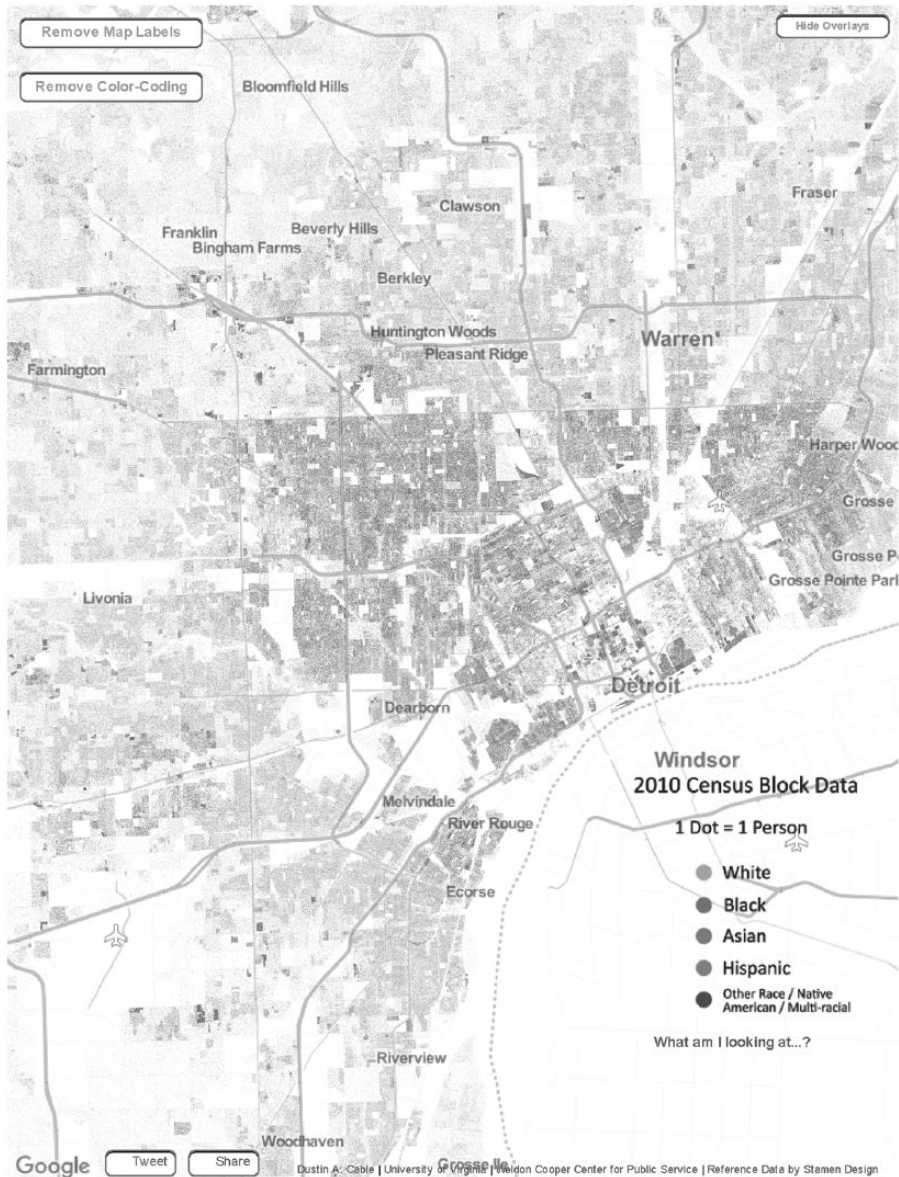 Remove Map Labels
Hide Overlays
Remove Color-Coding
Bloomfield Hills
Clawson
Fraser
Franklin
Beverly Hills
Bingham Farms
Berkley
Huntington Woods
Warren
Pleasant Ridge
Farmington
Harper Wood
Grosse
Grosse P
Grosse Pointe Park
Livonia
Detroit
Dearborn
Windsor
2010 Census Block Data
Melvindale
River Rouge
1 Dot = 1 Person
White
Ecorse
Black
Asian
Hispanic
Other Race / Native
American / Multi-racial
What am I looking at...?
Riverview
Woodhaven
Google
Tweet
Share
Grosse Ile
Dustin A. Cable | University of Virginia | Weldon Cooper Center for Public Service | Reference Data by Stamen Design